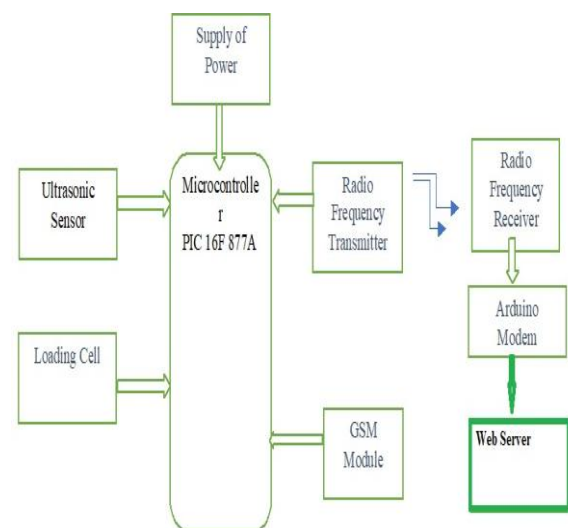 Supply of
Power
Ultrasonic
Sensor
Microcontrolle
r
PIC 16F 877A
Radio
Frequency
Transmitter
Radio
Frequency
Receiver
Arduino
Modem
Loading Cell
GSM
Module
Web Server